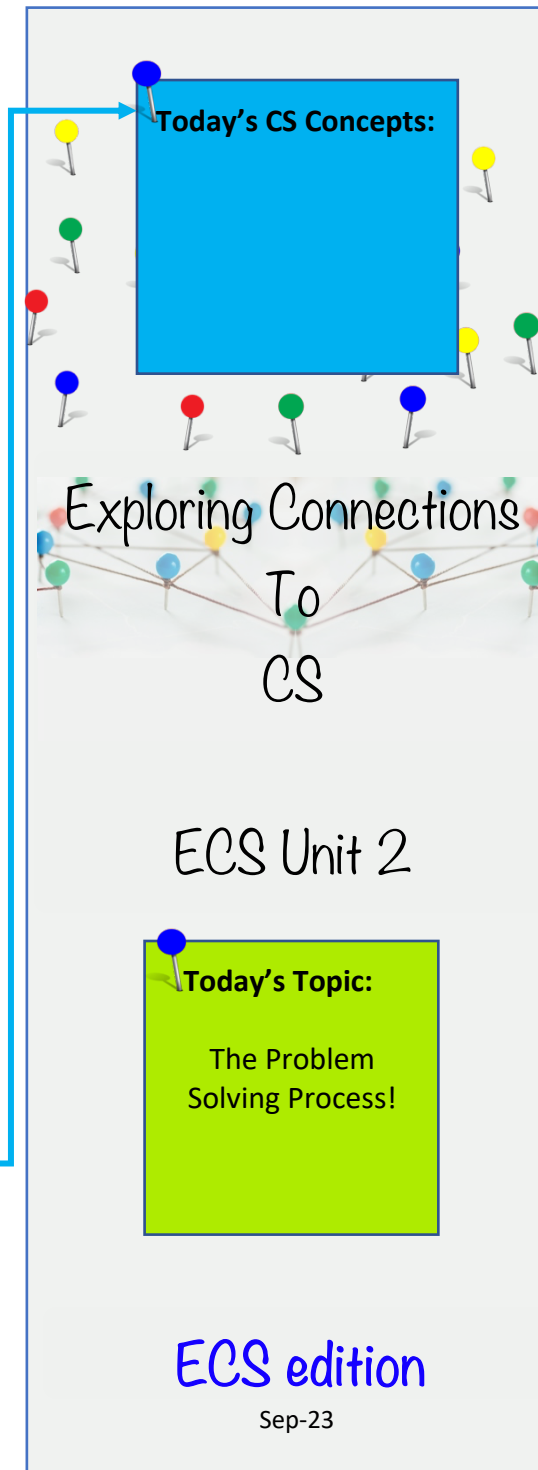 Today’s CS Concepts:
Exploring Connections
To
CS
ECS Unit 2
Today’s Topic:
The Problem
Solving Process!
ECS edition
Sep-23